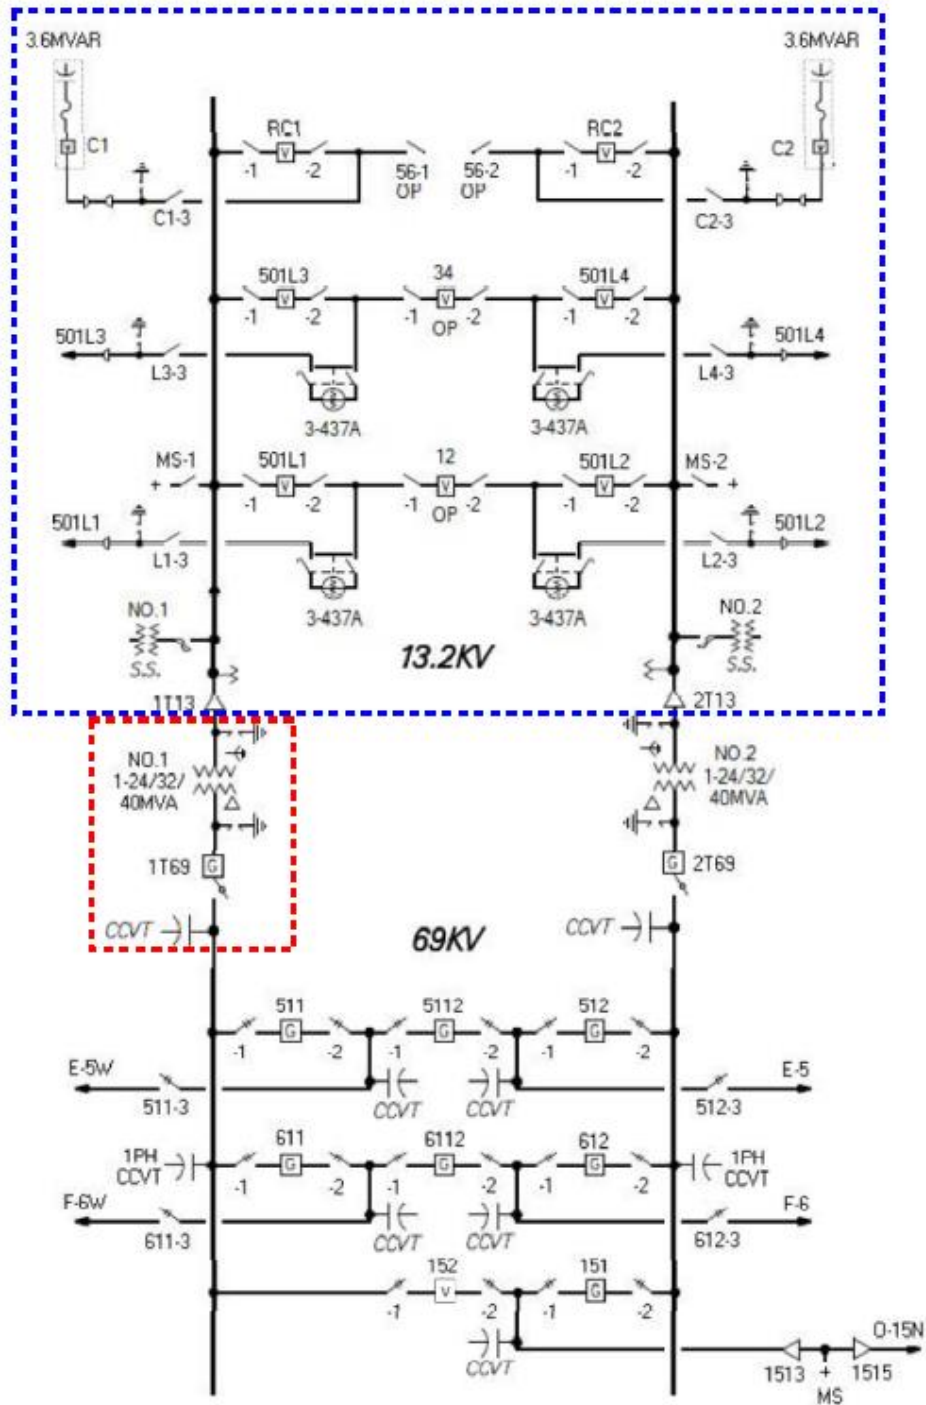 3.6MVAR 3.6MVAR
C1 RC1 RC2 C2
-1 V -2 56-1 56-2 -1 V -2
OP OP
C1-3 C2-3
501L3 34 501L4
-1 V -2 -1 V -2 -1 V -2
OP
501L3 501L4
L3-3 L4-3
3-437A 3-437A
MS-1 501L1 12 501L2 MS-2
+ -1 V -2 -1 V -2 -1 V -2 +
OP
501L1 501L2
L1-3 L2-3
3-437A 3-437A
NO.1 NO.2
S.S. S.S.
13.2KV
1T13 2T13
NO.1 NO.2
1-24/32/ 1-24/32/
40MVA 40MVA
1T69 G G 2T69
CCVT CCVT
69KV
511 5112 512
-1 G -2 -1 G -2 -1 G -2
E-5W E-5
511-3 CCVT CCVT 512-3
611 6112 612
1PH 1PH
CCVT CCVT
-1 G -2 -1 G -2 -1 G -2
F-6W F-6
611-3 CCVT CCVT 612-3
152 151
-1 V -2 -1 G -2
CCVT
O-15N
1513 + 1515
MS